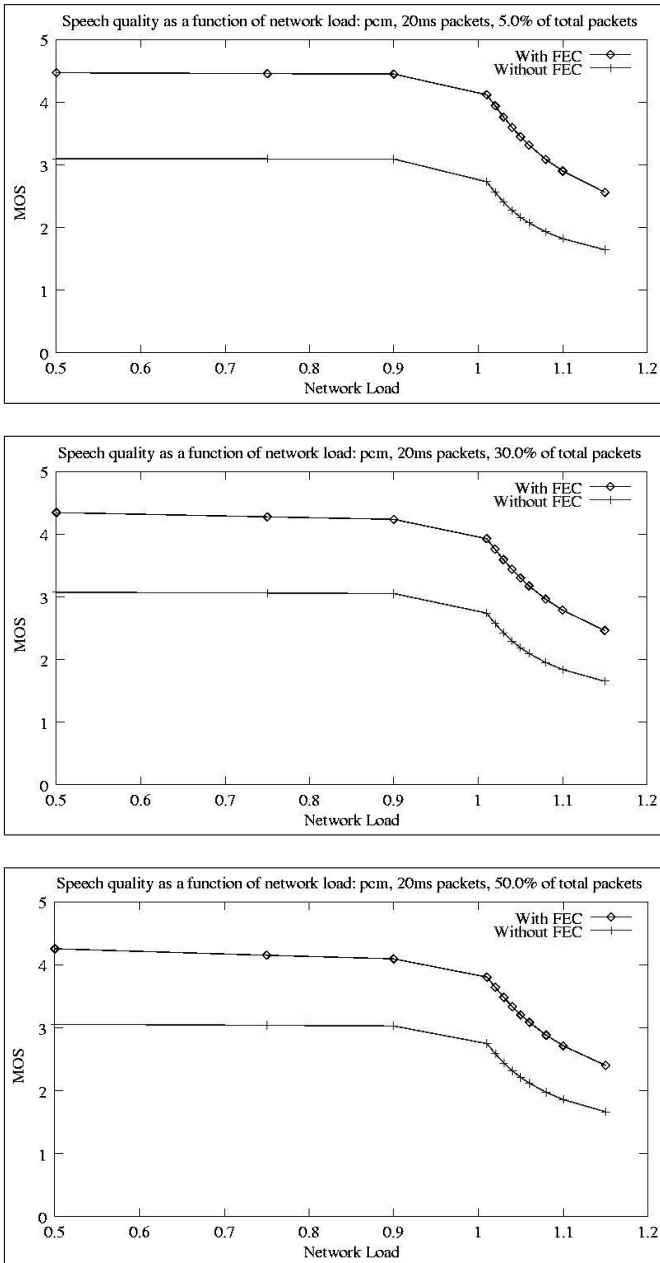 Speech quality as a function of network load: pcm, 20ms packets, 5.0% of total packets
5
With FEC
Without FEC
4
3
MOS
2
1
0
0.5 0.6 0.7 0.8 0.9 1 1.1 1.2
Network Load
Speech quality as a function of network load: pcm, 20ms packets, 30.0% of total packets
5
With FEC
Without FEC
4
3
MOS
2
1
0
0.5 0.6 0.7 0.8 0.9 1 1.1 1.2
Network Load
Speech quality as a function of network load: pcm, 20ms packets, 50.0% of total packets
5
With FEC
Without FEC
4
3
MOS
2
1
0
0.5 0.6 0.7 0.8 0.9 1 1.1 1.2
Network Load